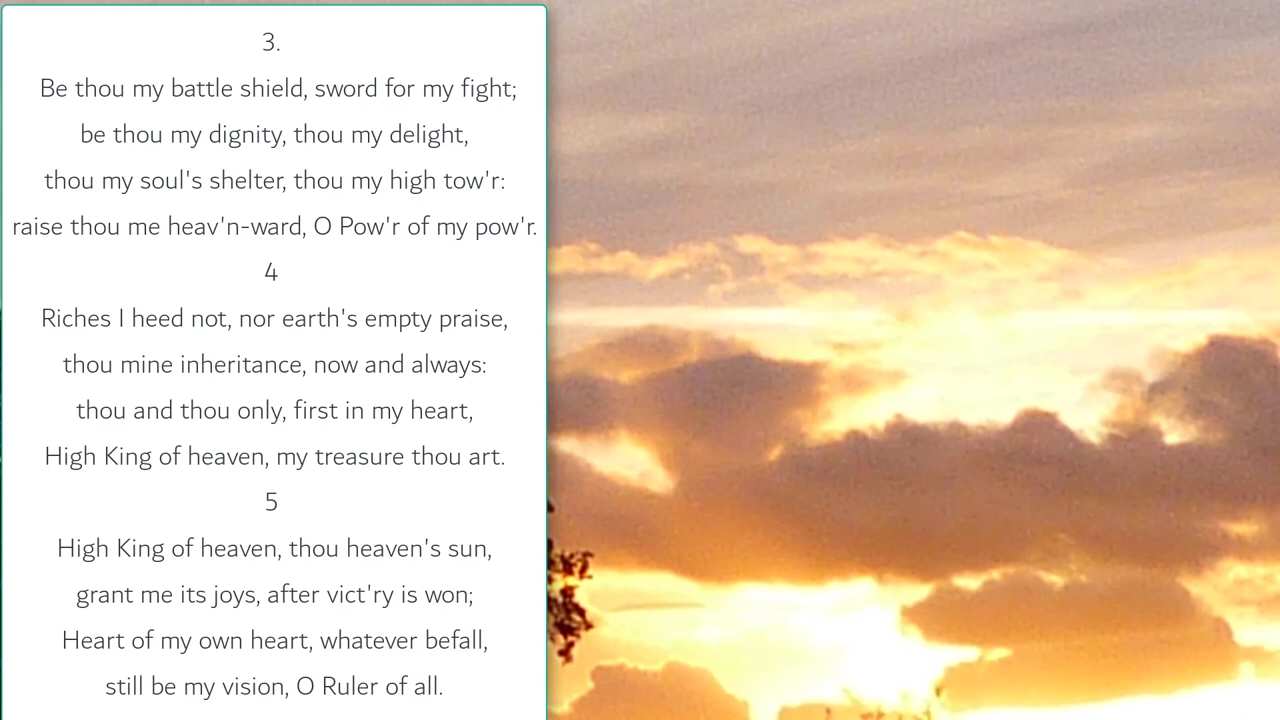 3.
Be thou my battle shield, sword for my fight;
be thou my dignity, thou my delight,
thou my soul's shelter, thou my high tow'r:
raise thou me heav'n-ward, O Pow'r of my pow'r.
4
Riches I heed not, nor earth's empty praise,
thou mine inheritance, now and always:
thou and thou only, first in my heart,
High King of heaven, my treasure thou art.
5
High King of heaven, thou heaven's sun,
grant me its joys, after vict'ry is won;
Heart of my own heart, whatever befall,
still be my vision, O Ruler of all.